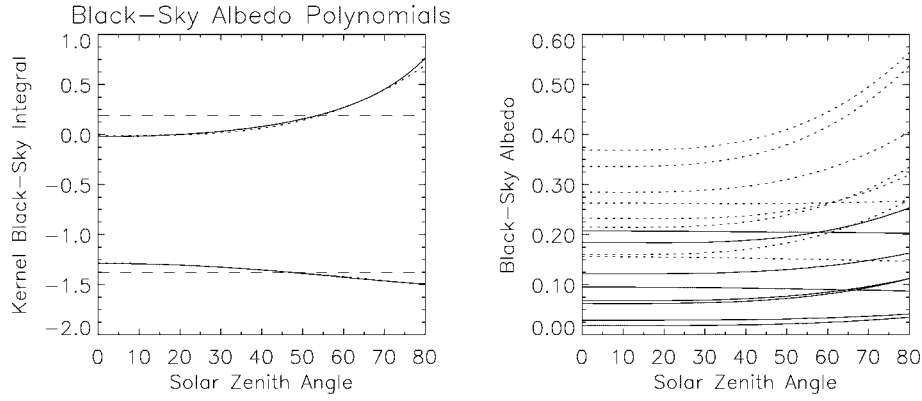 Black-Sky Albedo Polynomials
Kernel Black-Sky Integral
1.0
0.5
0.0
-0.5
-1.0
-1.5
-2.0
0 10 20 30 40 50 60 70 80
Solar Zenith Angle
Black-Sky Albedo
0.60
0.50
0.40
0.30
0.20
0.10
0.00
0 10 20 30 40 50 60 70 80
Solar Zenith Angle